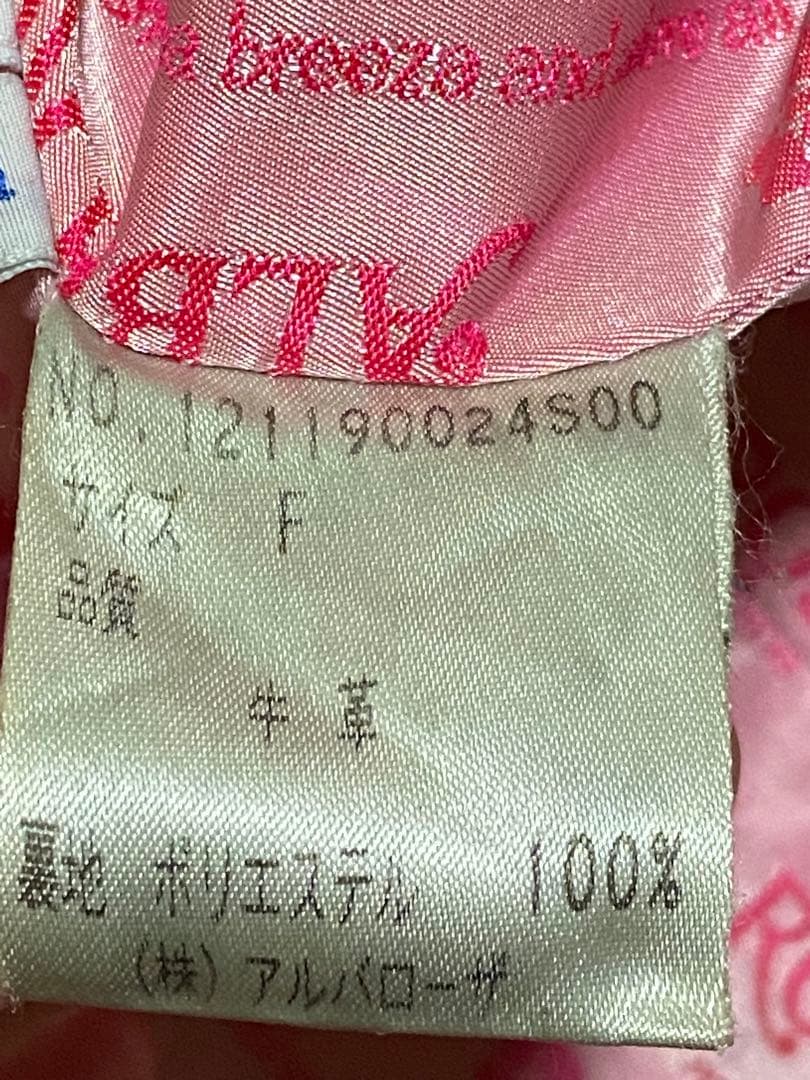 breeze and
ALB
NO. 121190024S00
サイズ F
品質
牛 革
裏地 ポリエステル 100%
(株) アルバローザ